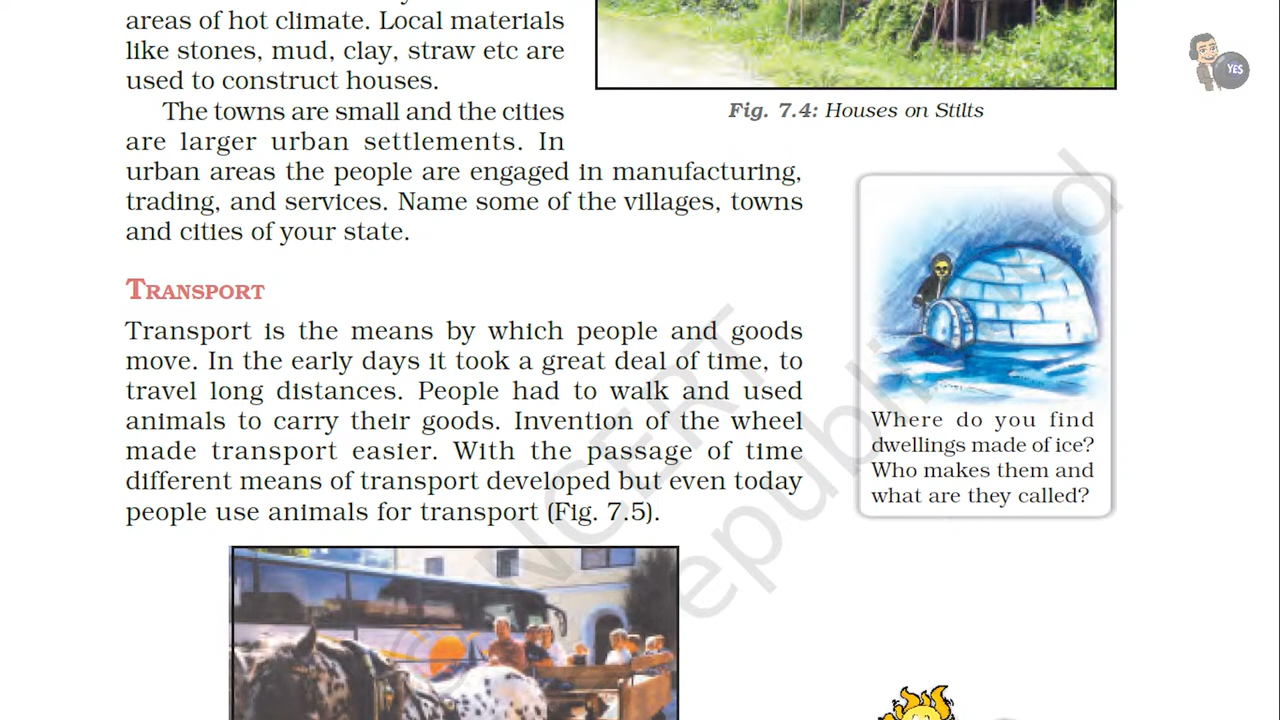 areas of hot climate. Local materials
like stones, mud, clay, straw etc are
used to construct houses.
The towns are small and the cities
are larger urban settlements. In
urban areas the people are engaged in manufacturing,
trading, and services. Name some of the villages, towns
and cities of your state.
Fig. 7.4: Houses on Stilts
YES
TRANSPORT
Transport is the means by which people and goods
move. In the early days it took a great deal of time, to
travel long distances. People had to walk and used
animals to carry their goods. Invention of the wheel
made transport easier. With the passage of time
different means of transport developed but even today
people use animals for transport (Fig. 7.5).
Where do you find
dwellings made of ice?
Who makes them and
what are they called?
NCERT
republished